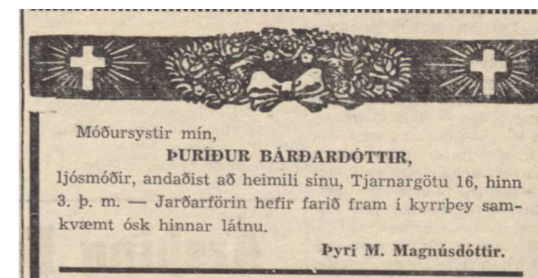 Móðursystir mín,
ÞURÍÐUR BÁRÐARDÓTTIR,
ljósmóðir, andaðist að heimili sínu, Tjarnargötu 16, hinn
3. þ. m. — Jarðarförin hefir farið fram í kyrrþey sam-
kvæmt ósk hinnar látnu.
Þyri M. Magnúsdóttir.